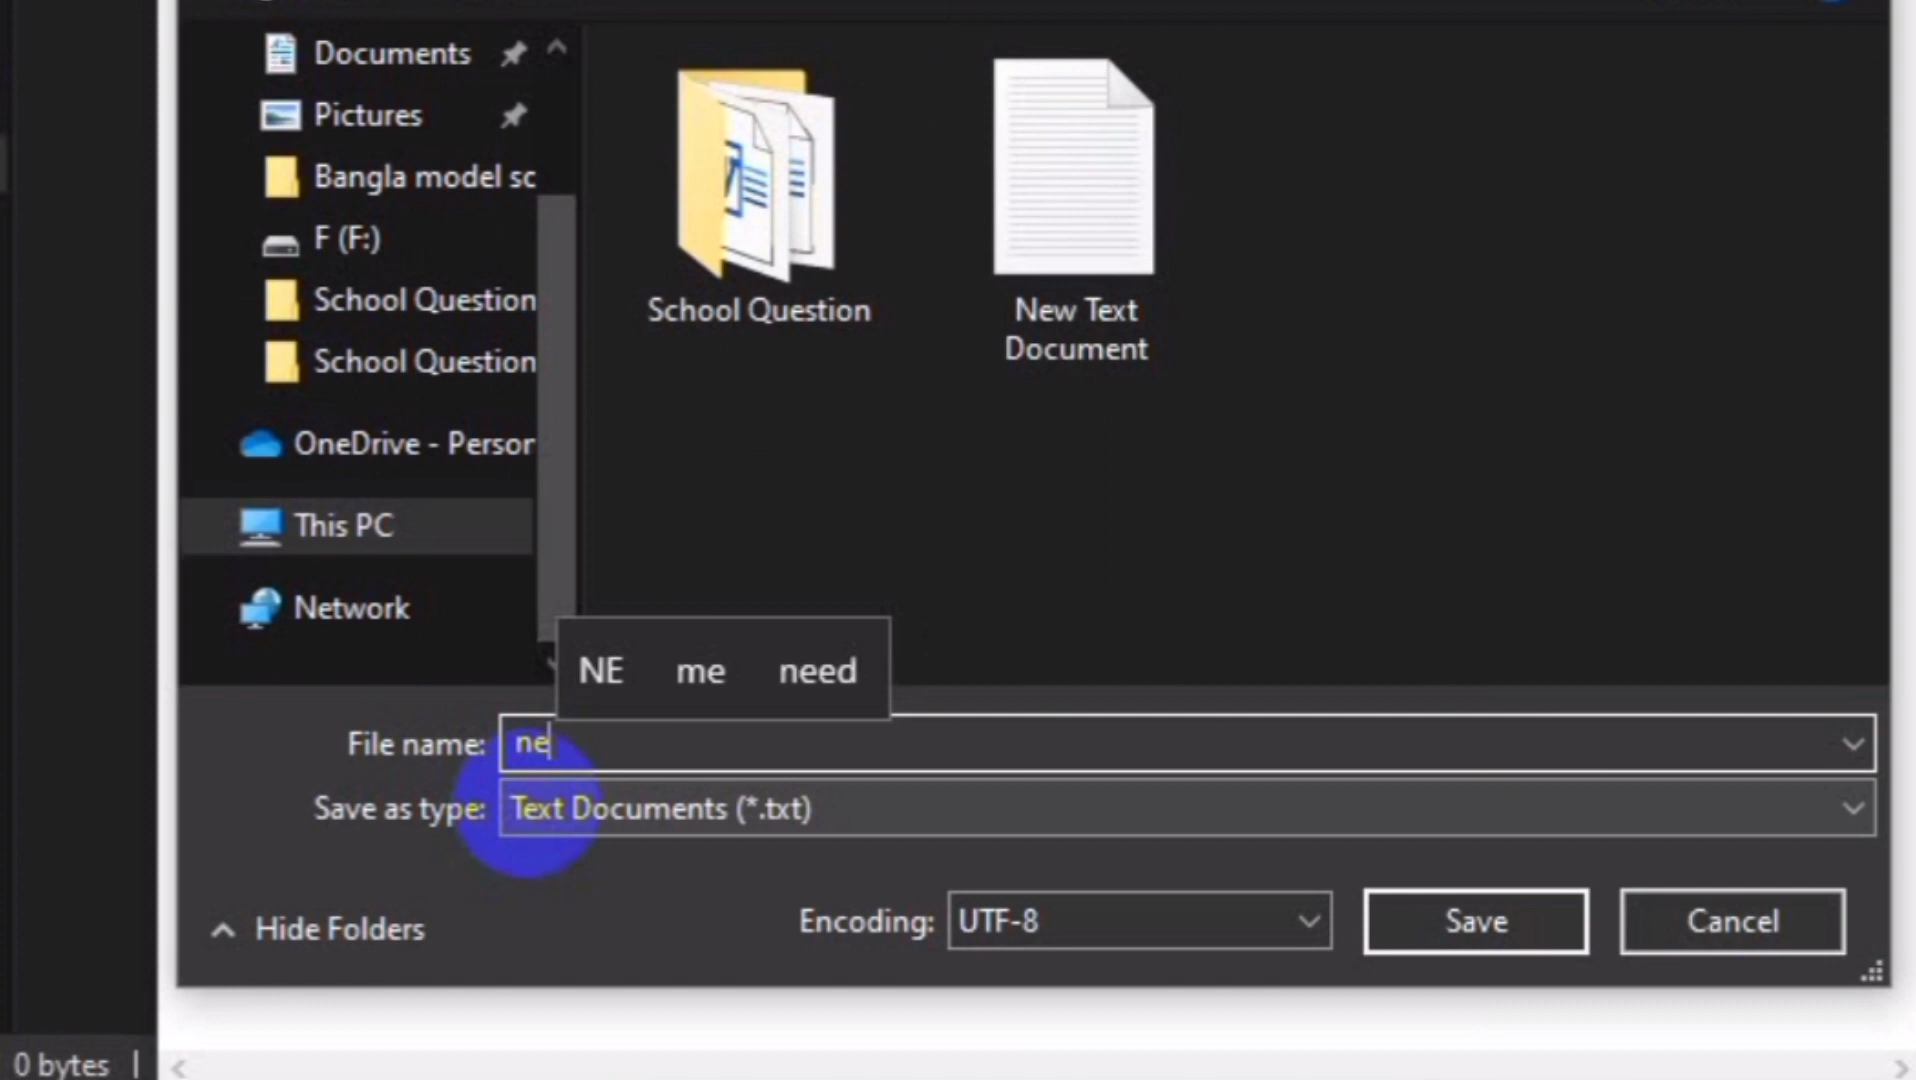 Documents
Pictures
Bangla model sc
F (F:)
School Question
School Question
OneDrive - Person
This PC
Network
School Question
New Text
Document
NE me need
File name: ne
Save as type: Text Documents (*.txt)
Hide Folders
Encoding: UTF-8
Save
Cancel
0 bytes